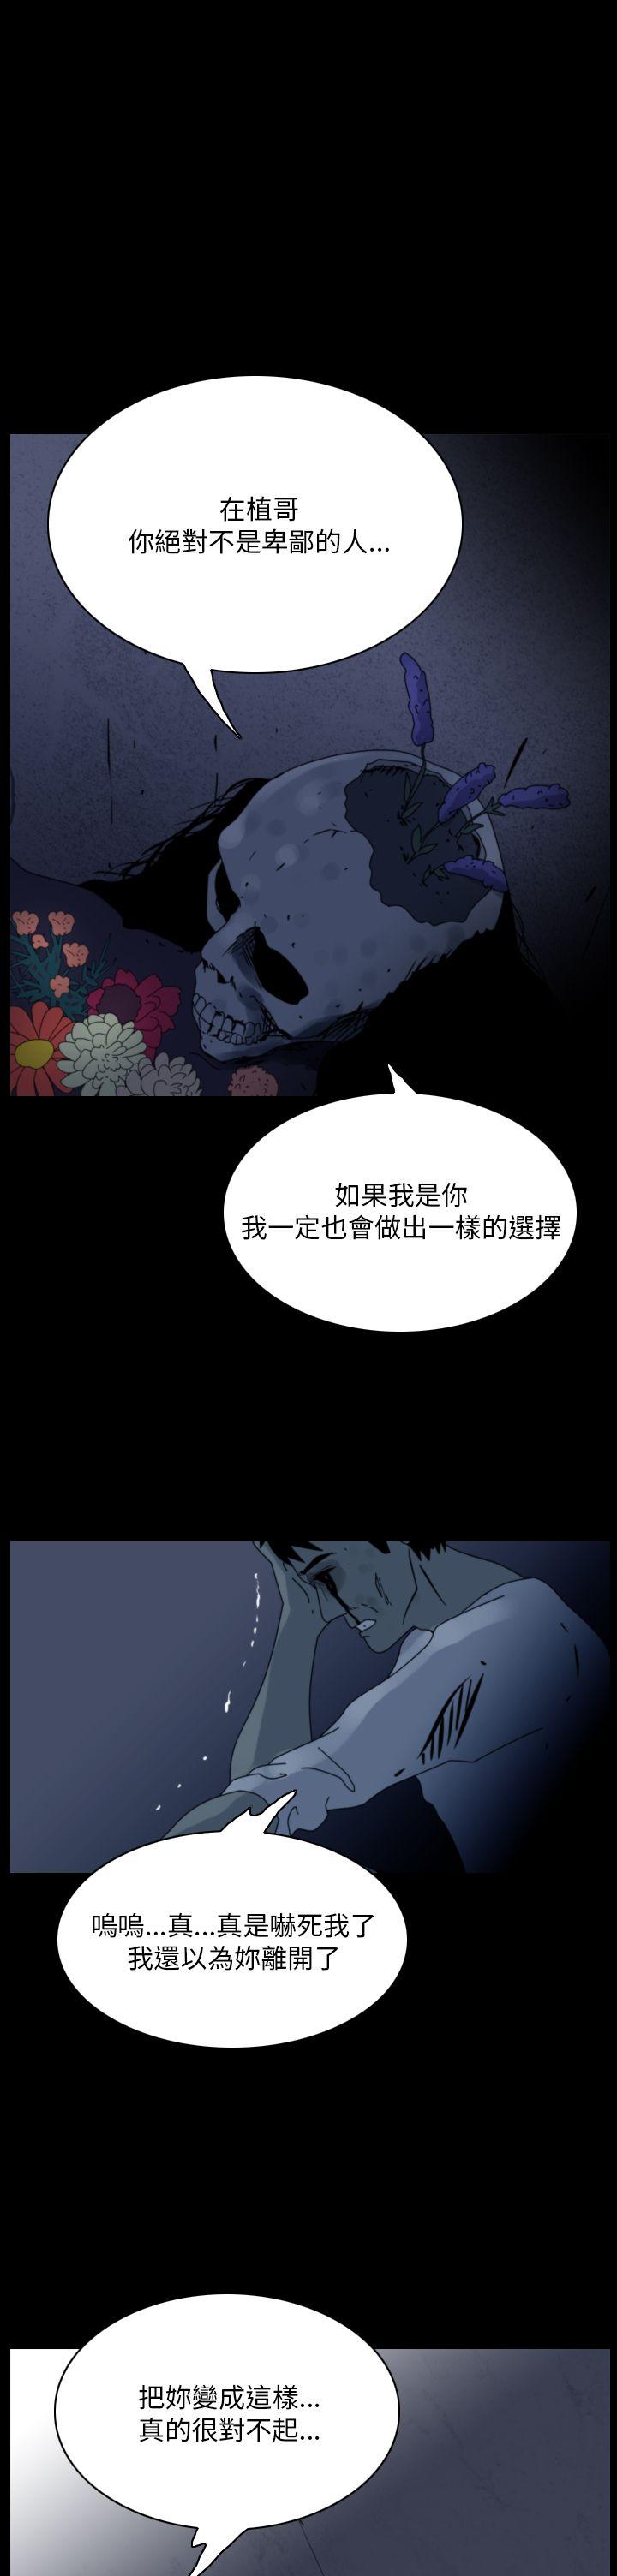 在植哥
你絕對不是卑鄙的人...
如果我是你
我一定也會做出一樣的選擇
嗚嗚...真...真是嚇死我了
我還以為妳離開了
把妳變成這樣...
真的很對不起...